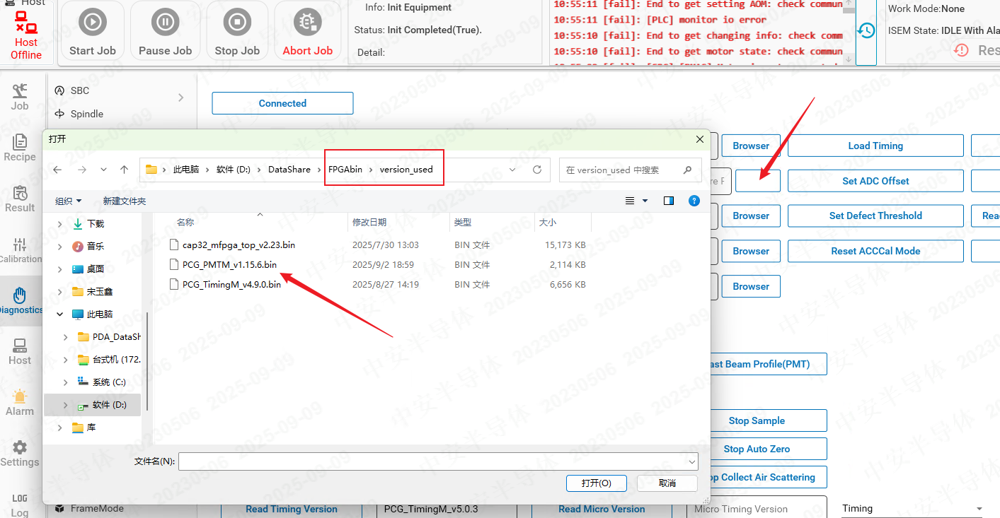 Host
Host
Offline
Start Job
Pause Job
Stop Job
Abort Job
Info: Init Equipment
Status: Init Completed(True).
Detail:
10:55:11 [fail]: End to get setting AOM: check commun
10:55:11 [fail]: [PLC] monitor io error
10:55:10 [fail]: End to get changing info: check comm
10:55:10 [fail]: End to get motor state: check commun
Work Mode:None
ISEM State: IDLE With Ala
Res
Job
Recipe
Result
Calibration
Diagnostics
Host
Alarm
Settings
LOG
Log
SBC
Spindle
Connected
打开
此电脑
软件 (D:)
DataShare
FPGAbin
version_used
在 version_used 中搜索
组织
新建文件夹
下载
音乐
桌面
宋玉鑫
此电脑
PDA_DataSh
台式机 (172.
系统 (C:)
软件 (D:)
库
名称
修改日期
类型
大小
cap32_mfpga_top_v2.23.bin
2025/7/30 13:03
BIN 文件
15,173 KB
PCG_PMTM_v1.15.6.bin
2025/9/2 18:59
BIN 文件
2,114 KB
PCG_TimingM_v4.9.0.bin
2025/8/27 14:19
BIN 文件
6,656 KB
文件名(N):
打开(O)
取消
Browser
Load Timing
re F
Set ADC Offset
Browser
Set Defect Threshold
Rea
Browser
Reset ACCCal Mode
Browser
ast Beam Profile(PMT)
Stop Sample
Stop Auto Zero
op Collect Air Scattering
FrameMode
Read Timing Version
PCG_TimingM_v5.0.3
Read Micro Version
Micro Timing Version
Timing
中安半导体 20230506 2025-09-09